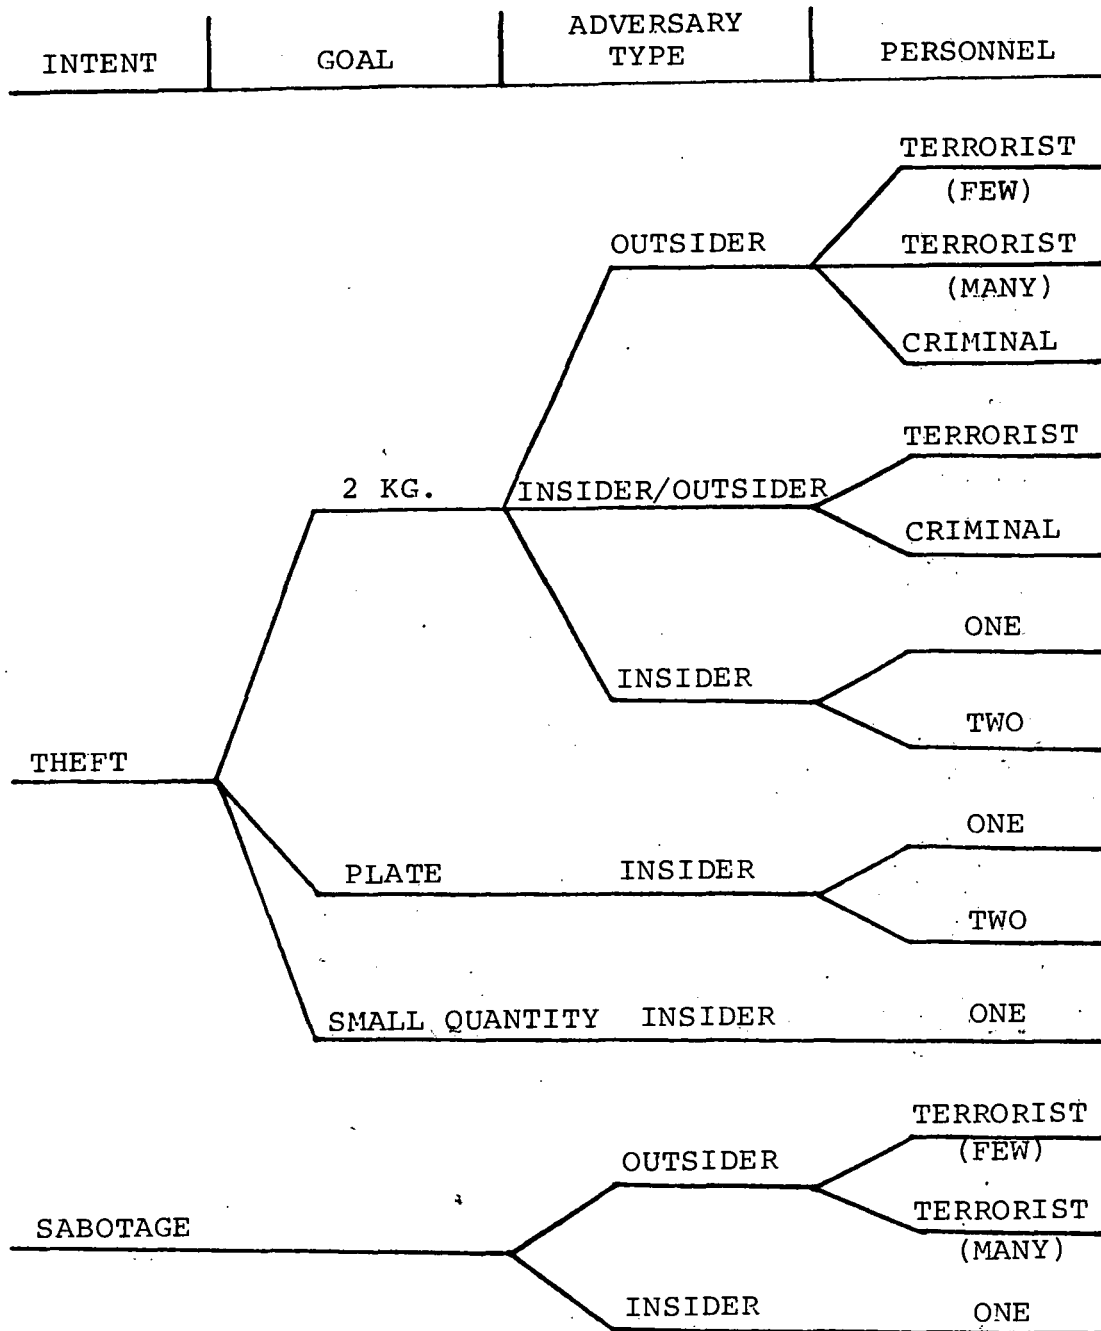 INTENT
GOAL
ADVERSARY
TYPE
PERSONNEL
TERRORIST
(FEW)
OUTSIDER
TERRORIST
(MANY)
CRIMINAL
TERRORIST
2 KG.
INSIDER/OUTSIDER
CRIMINAL
ONE
INSIDER
TWO
THEFT
ONE
PLATE
INSIDER
TWO
SMALL QUANTITY
INSIDER
ONE
TERRORIST
(FEW)
OUTSIDER
TERRORIST
(MANY)
SABOTAGE
INSIDER
ONE